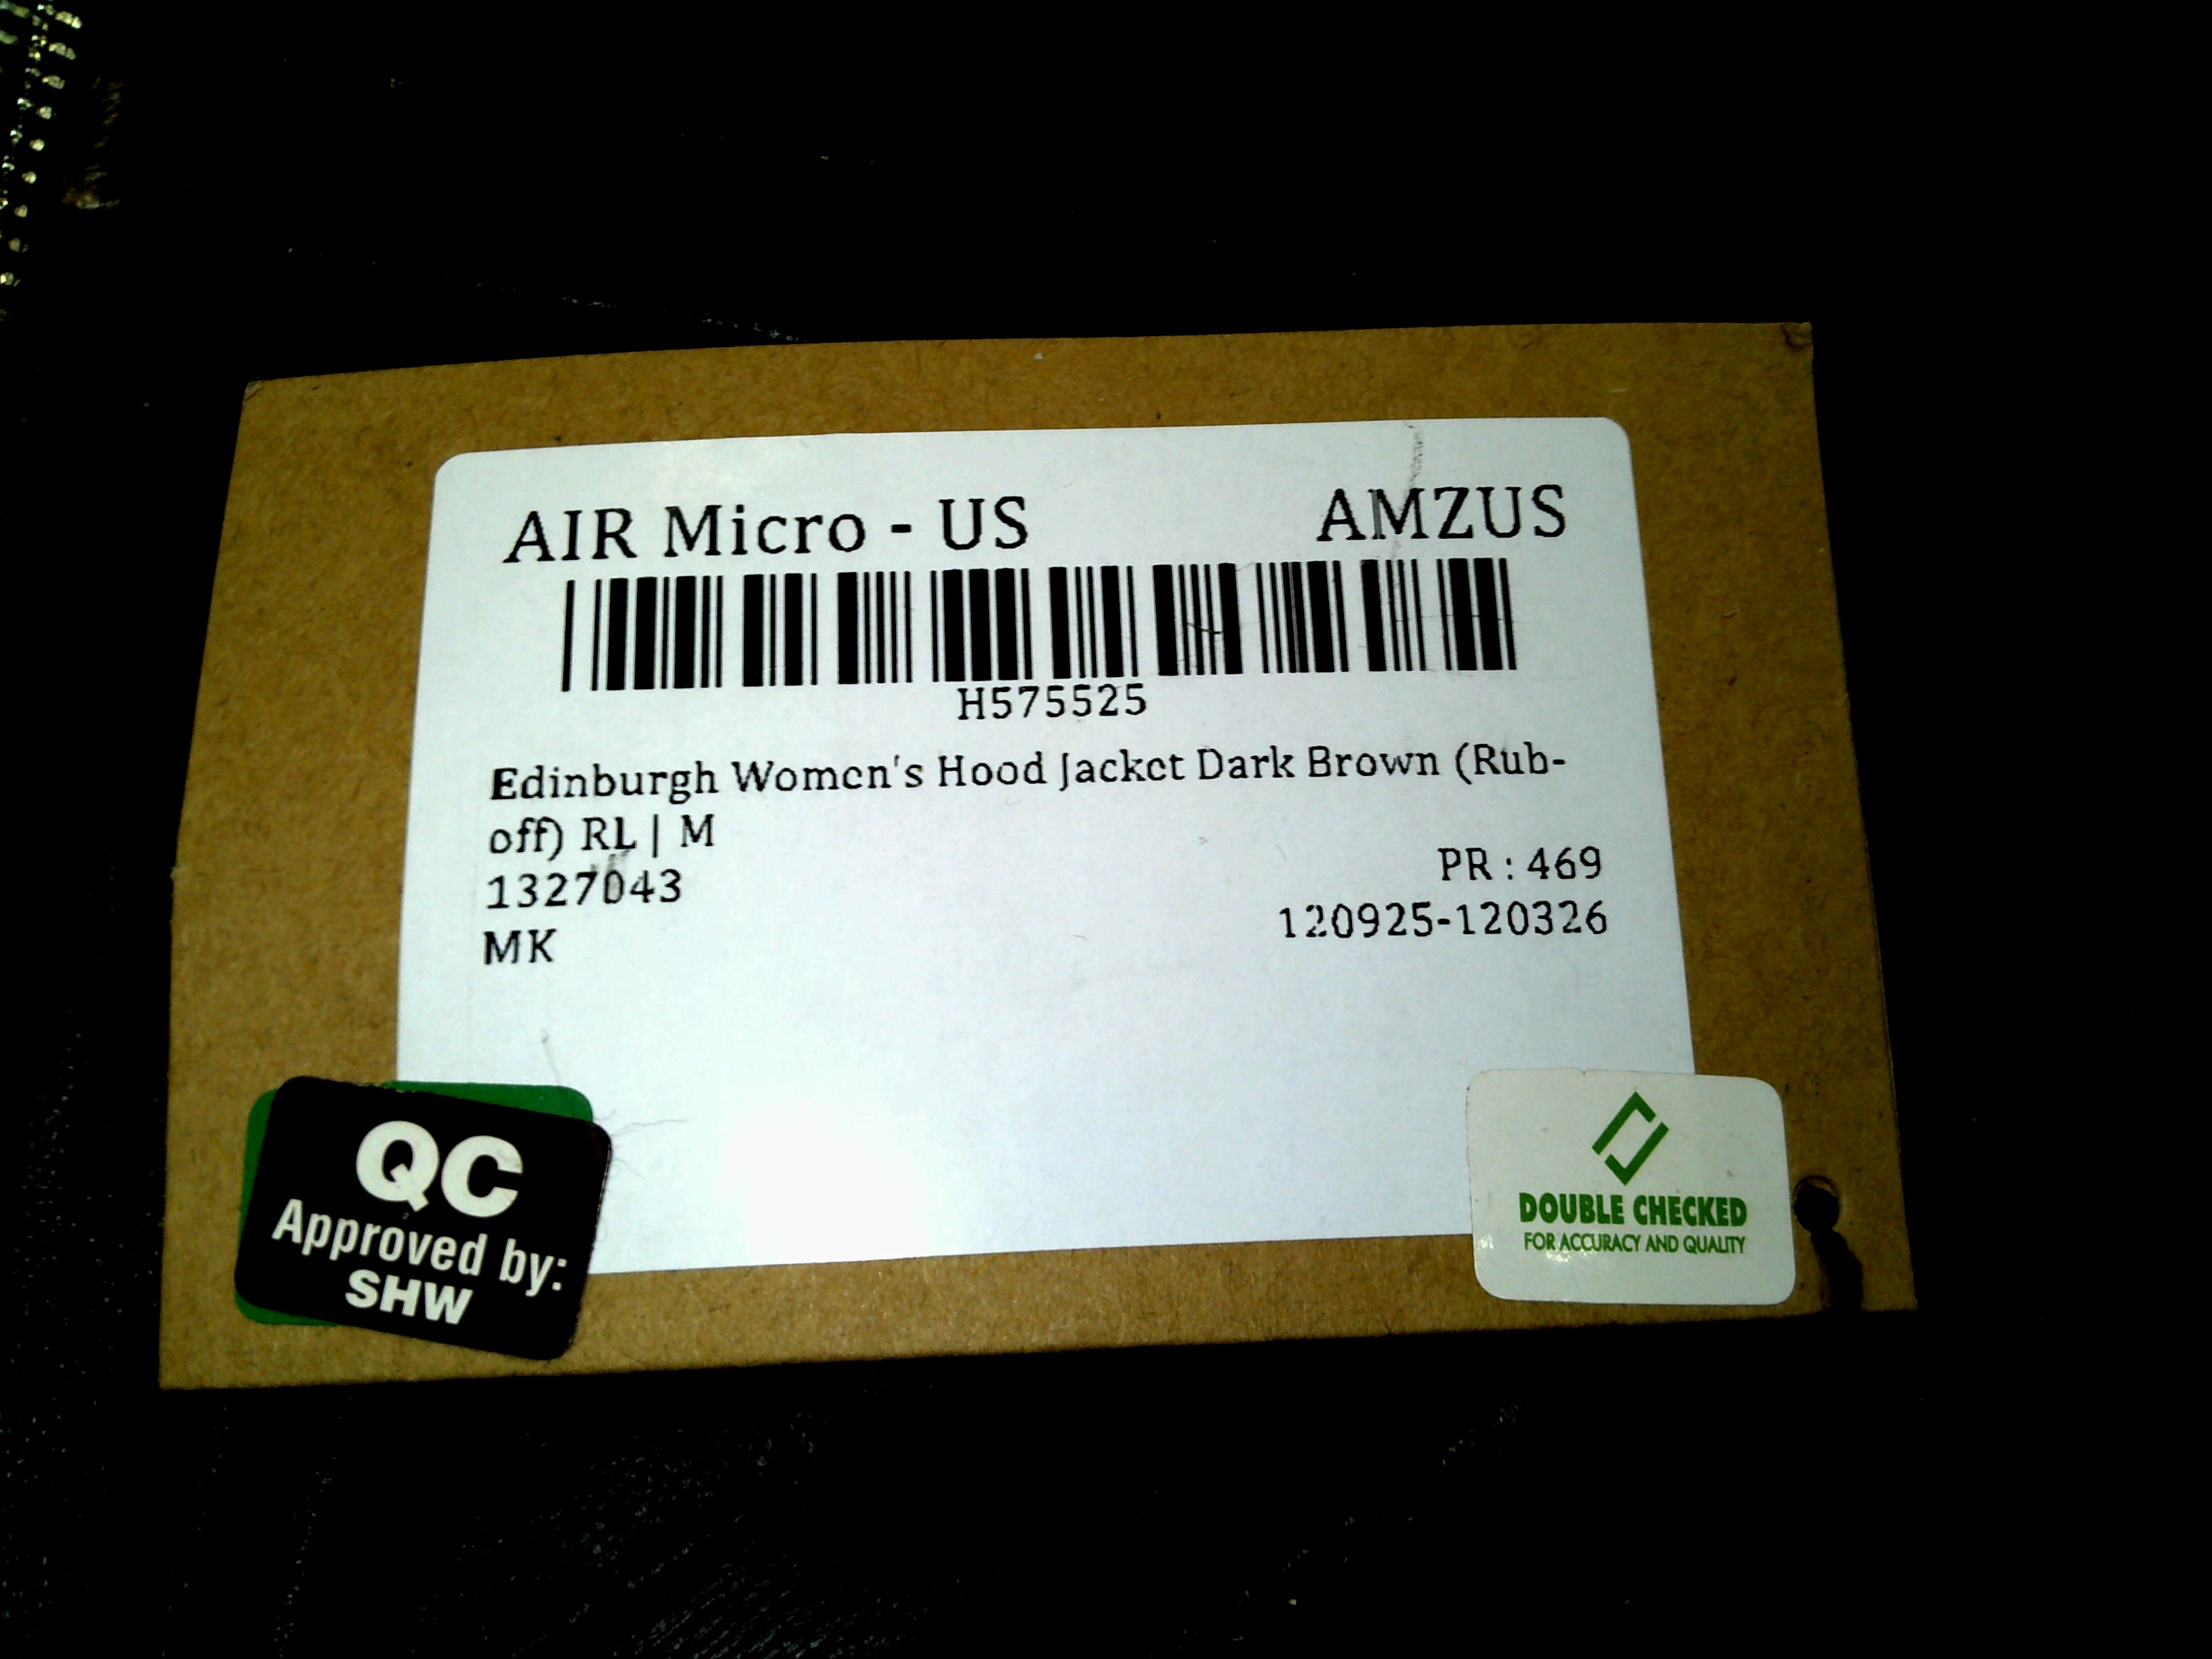 AIR Micro - US AMZUS
H575525
Edinburgh Women's Hood Jacket Dark Brown (Rub-
off) RL | M
PR : 469
1327043
120925-120326
MK
QC
Approved by:
SHW
DOUBLE CHECKED
FOR ACCURACY AND QUALITY